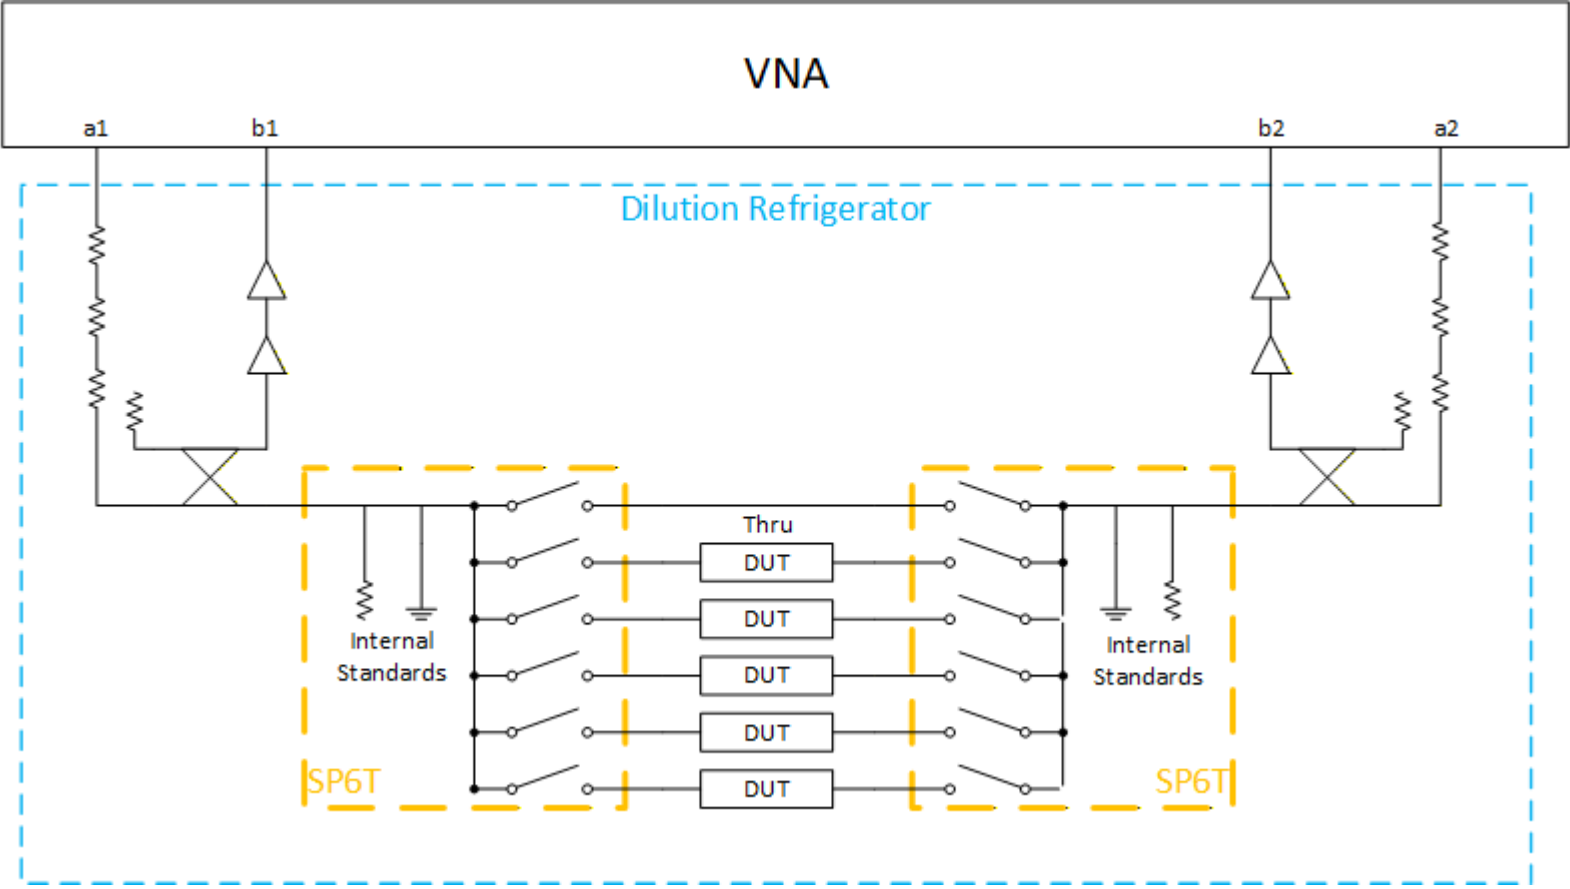 VNA
a1
b1
b2
a2
Dilution Refrigerator
Thru
DUT
DUT
DUT
DUT
DUT
Internal
Standards
Internal
Standards
SP6T
SP6T